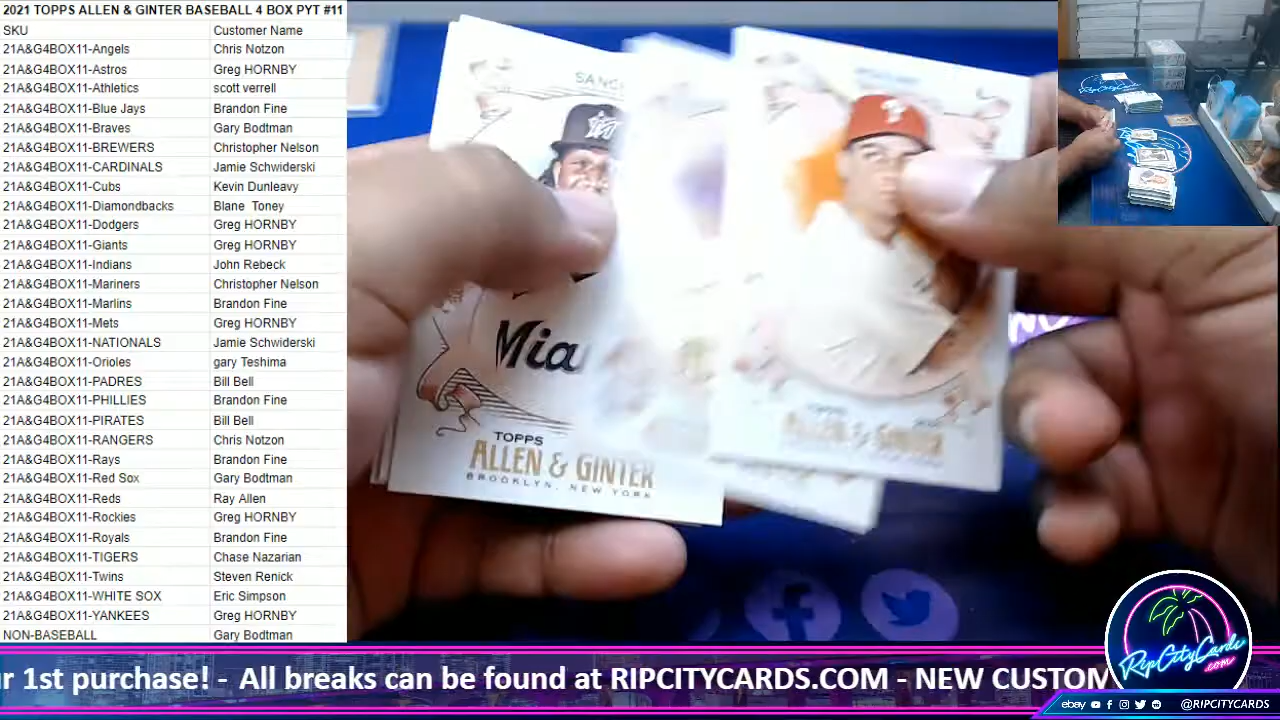 2021 TOPPS ALLEN & GINTER BASEBALL 4 BOX PYT #11
SKU Customer Name
21A&G4BOX11-Angels Chris Notzon
21A&G4BOX11-Astros Greg HORNBY
21A&G4BOX11-Athletics scott verrell
21A&G4BOX11-Blue Jays Brandon Fine
21A&G4BOX11-Braves Gary Bodtman
21A&G4BOX11-BREWERS Christopher Nelson
21A&G4BOX11-CARDINALS Jamie Schwiderski
21A&G4BOX11-Cubs Kevin Dunleavy
21A&G4BOX11-Diamondbacks Blane Toney
21A&G4BOX11-Dodgers Greg HORNBY
21A&G4BOX11-Giants Greg HORNBY
21A&G4BOX11-Indians John Rebeck
21A&G4BOX11-Mariners Christopher Nelson
21A&G4BOX11-Marlins Brandon Fine
21A&G4BOX11-Mets Greg HORNBY
21A&G4BOX11-NATIONALS Jamie Schwiderski
21A&G4BOX11-Orioles gary Teshima
21A&G4BOX11-PADRES Bill Bell
21A&G4BOX11-PHILLIES Brandon Fine
21A&G4BOX11-PIRATES Bill Bell
21A&G4BOX11-RANGERS Chris Notzon
21A&G4BOX11-Rays Brandon Fine
21A&G4BOX11-Red Sox Gary Bodtman
21A&G4BOX11-Reds Ray Allen
21A&G4BOX11-Rockies Greg HORNBY
21A&G4BOX11-Royals Brandon Fine
21A&G4BOX11-TIGERS Chase Nazarian
21A&G4BOX11-Twins Steven Renick
21A&G4BOX11-WHITE SOX Eric Simpson
21A&G4BOX11-YANKEES Greg HORNBY
NON-BASEBALL Gary Bodtman
SANC
Mia
TOPPS
ALLEN & GINTER
BROOKLYN, NEW YORK
ALLEN & GINTER
RipCityCards
.com
r 1st purchase! - All breaks can be found at RIPCITYCARDS.COM - NEW CUSTOM
ebay @RIPCITYCARDS